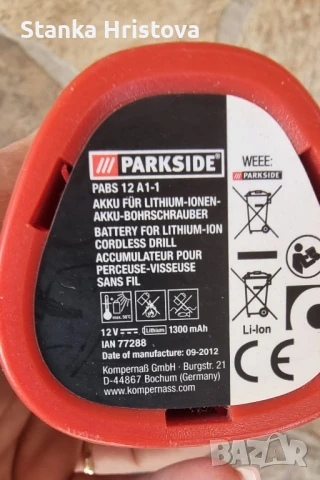 Stanka Hristova
PARKSIDE®
WEEE:
PABS 12 A1-1
AKKU FÜR LITHIUM-IONEN-
AKKU-BOHRSCHRAUBER
BATTERY FOR LITHIUM-ION
CORDLESS DRILL
ACCUMULATEUR POUR
PERCEUSE-VISSEUSE
SANS FIL
max. 50°C
12 V Lithium 1300 mAh
Li-Ion
IAN 77288
Date of manufacture: 09-2012
Kompernaß GmbH · Burgstr. 21
D-44867 Bochum (Germany)
www.kompernass.com
CE
BAZAR